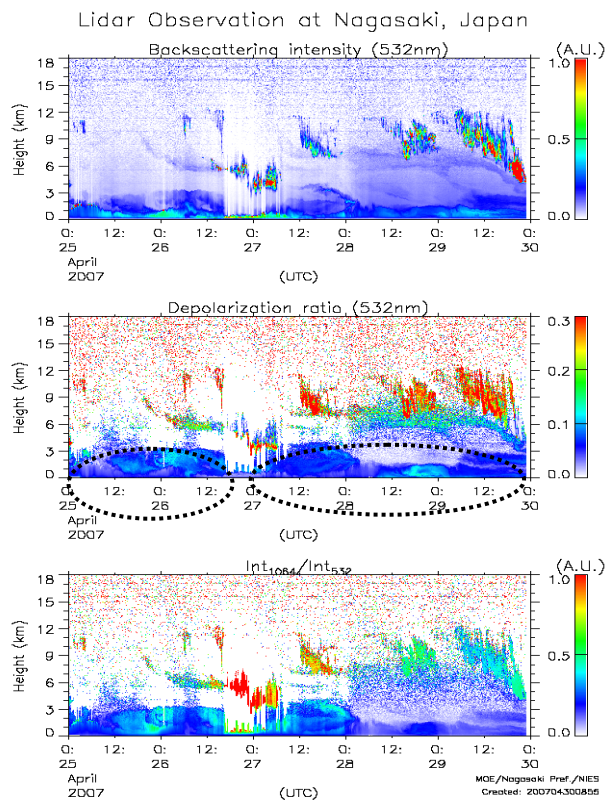 Lidar Observation at Nagasaki, Japan
Backscattering intensity (532nm)
(A.U.)
Height (km)
18
15
12
9
6
3
0
1.0
0.5
0.0
0: 12: 0: 12: 0: 12: 0: 12: 0: 12: 0:
25 26 27 28 29 30
April
2007
(UTC)
Depolarization ratio (532nm)
Height (km)
18
15
12
9
6
3
0
0.3
0.2
0.1
0.0
0: 12: 0: 12: 0: 12: 0: 12: 0: 12: 0:
25 26 27 28 29 30
April
2007
(UTC)
Int1064/Int532
(A.U.)
Height (km)
18
15
12
9
6
3
0
1.0
0.5
0.0
0: 12: 0: 12: 0: 12: 0: 12: 0: 12: 0:
25 26 27 28 29 30
April
2007
(UTC)
MOE/Nagasaki Pref./NIES
Created: 200704300855